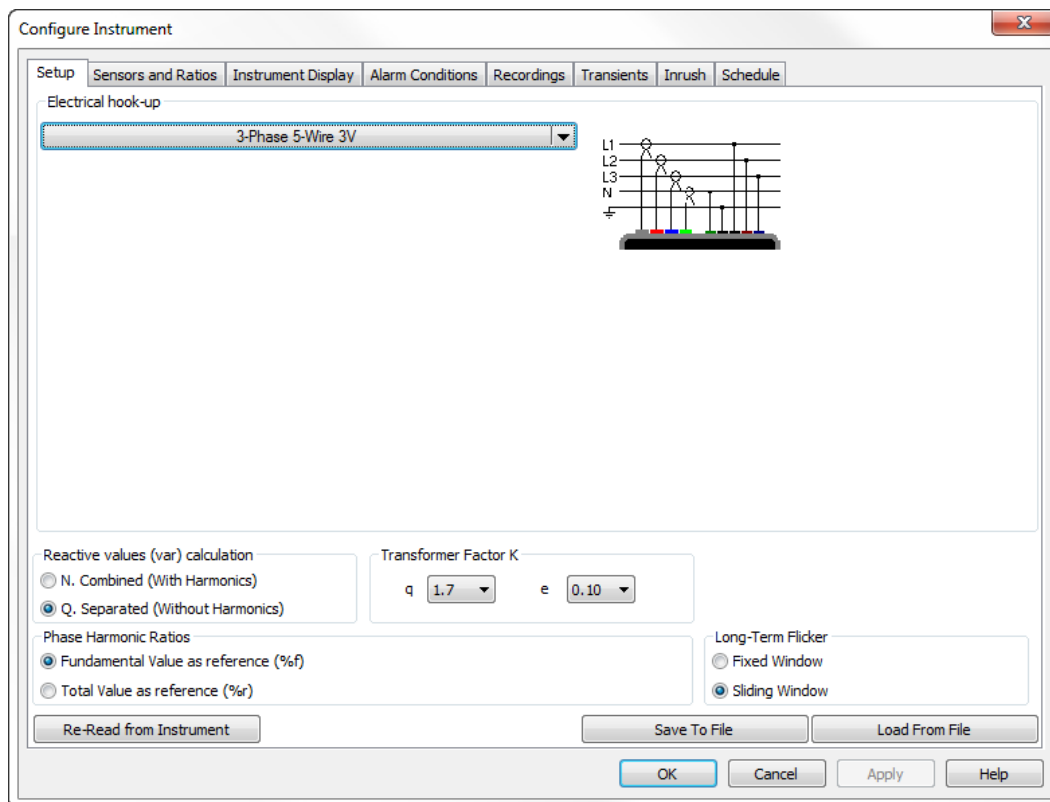 Configure Instrument
Setup Sensors and Ratios Instrument Display Alarm Conditions Recordings Transients Inrush Schedule
Electrical hook-up
3-Phase 5-Wire 3V
L1
L2
L3
N
Reactive values (var) calculation
N. Combined (With Harmonics)
Q. Separated (Without Harmonics)
Transformer Factor K
q 1.7 e 0.10
Phase Harmonic Ratios
Fundamental Value as reference (%f)
Total Value as reference (%r)
Long-Term Flicker
Fixed Window
Sliding Window
Re-Read from Instrument Save To File Load From File
OK Cancel Apply Help